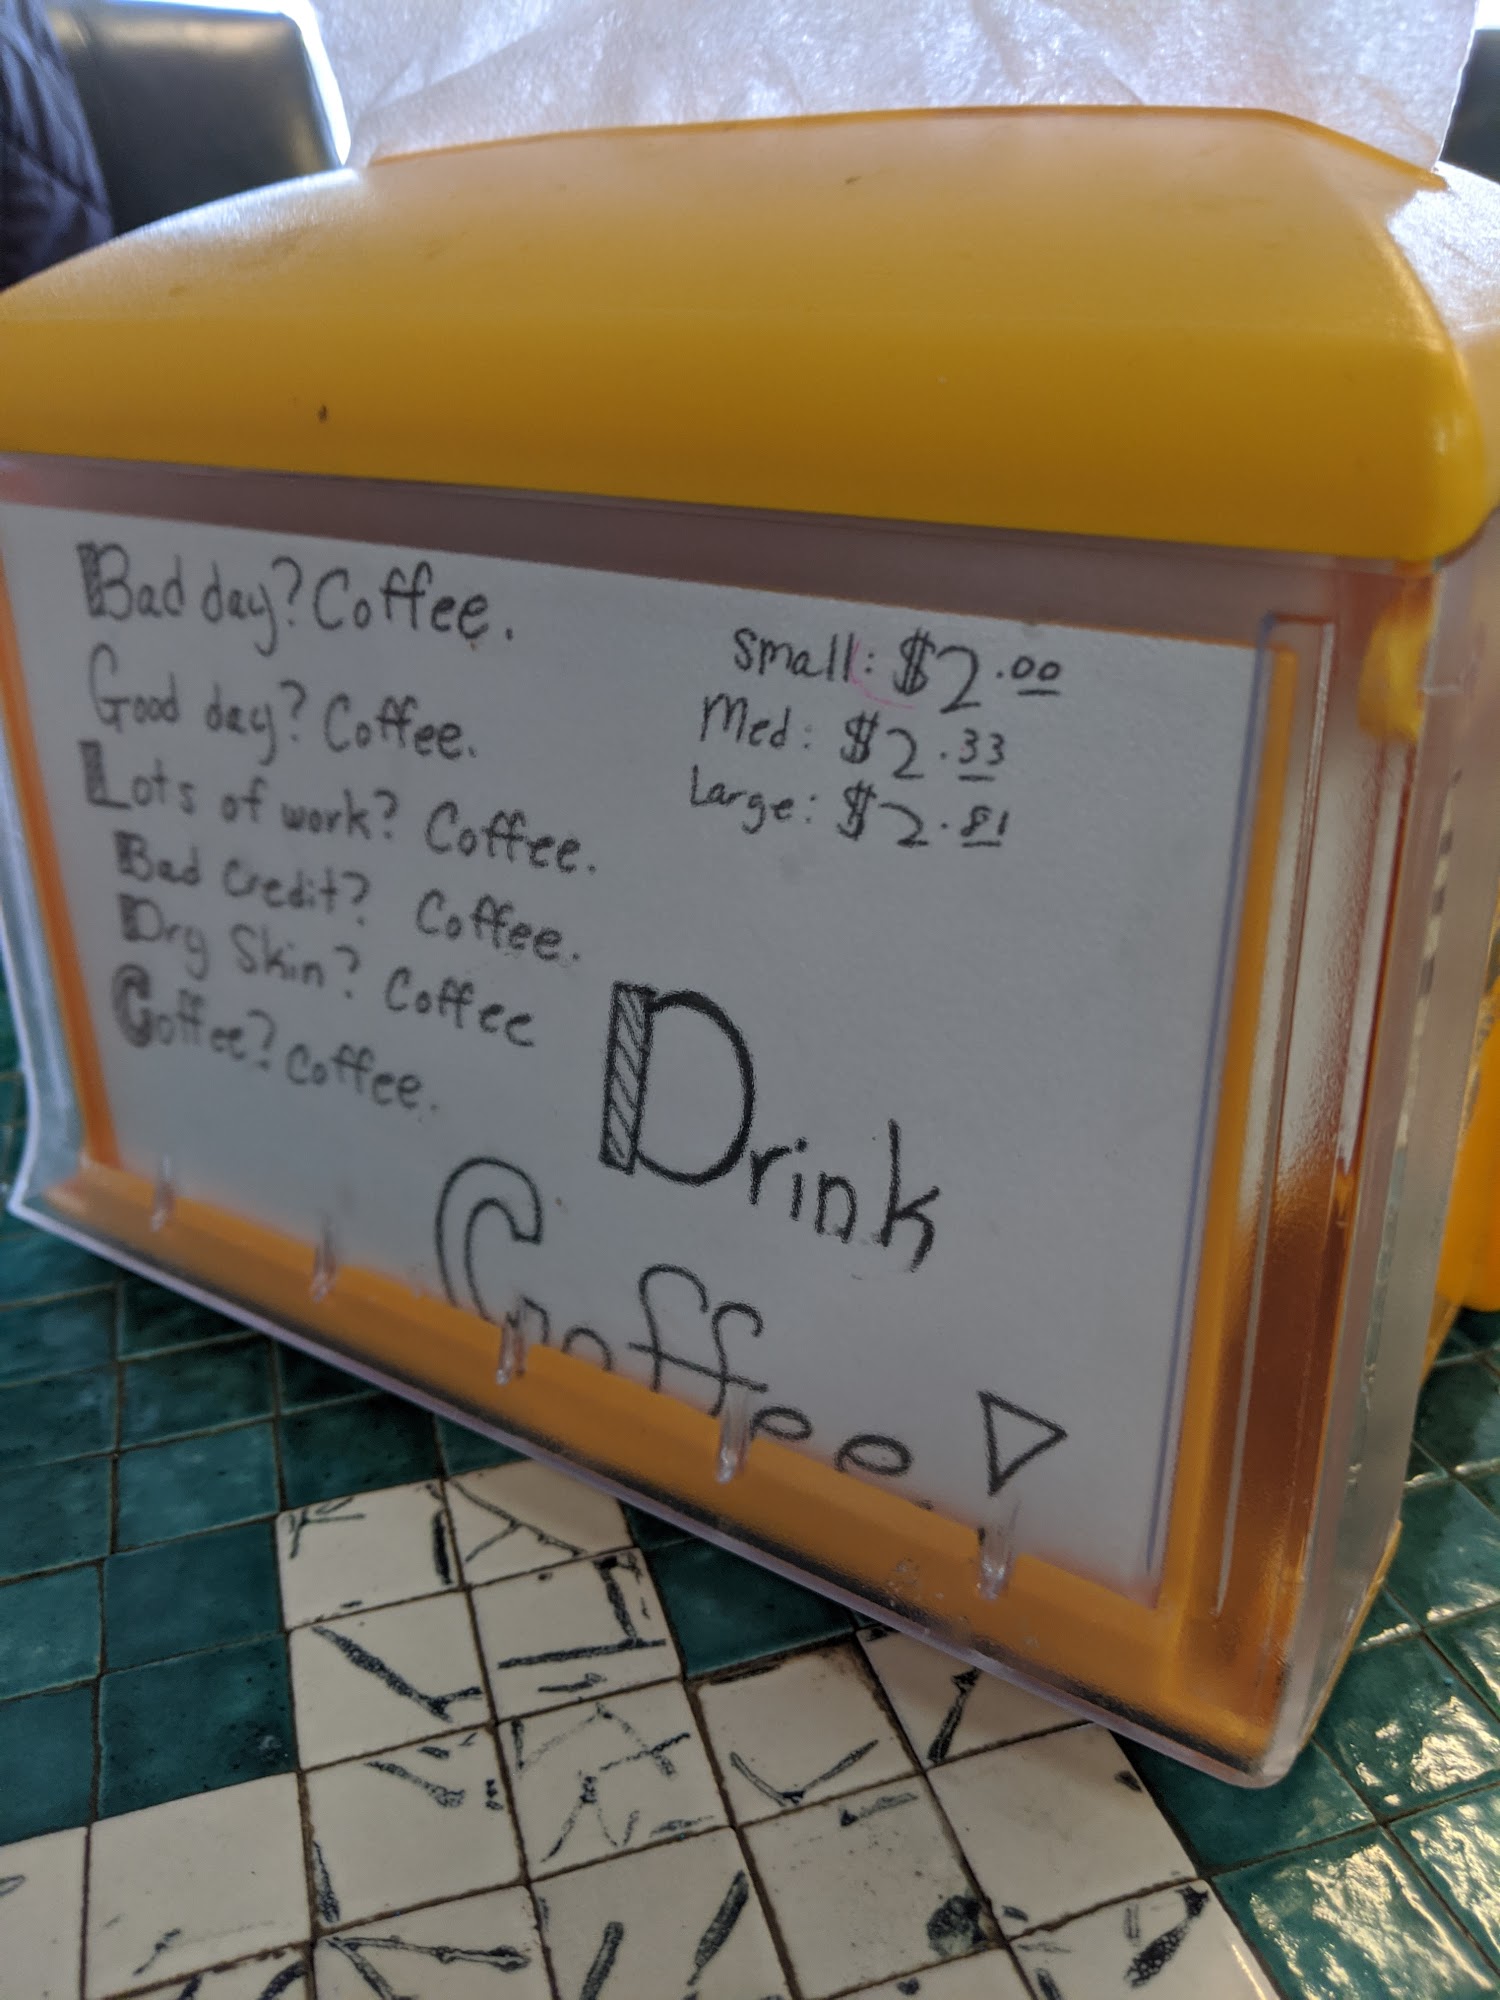 Bad day? Coffee.
Good day? Coffee.
Lots of work? Coffee.
Bad Credit? Coffee.
Dry Skin? Coffee
Coffee? Coffee.
Small: $2.00
Med: $2.33
Large: $2.81
Drink
Coffee.